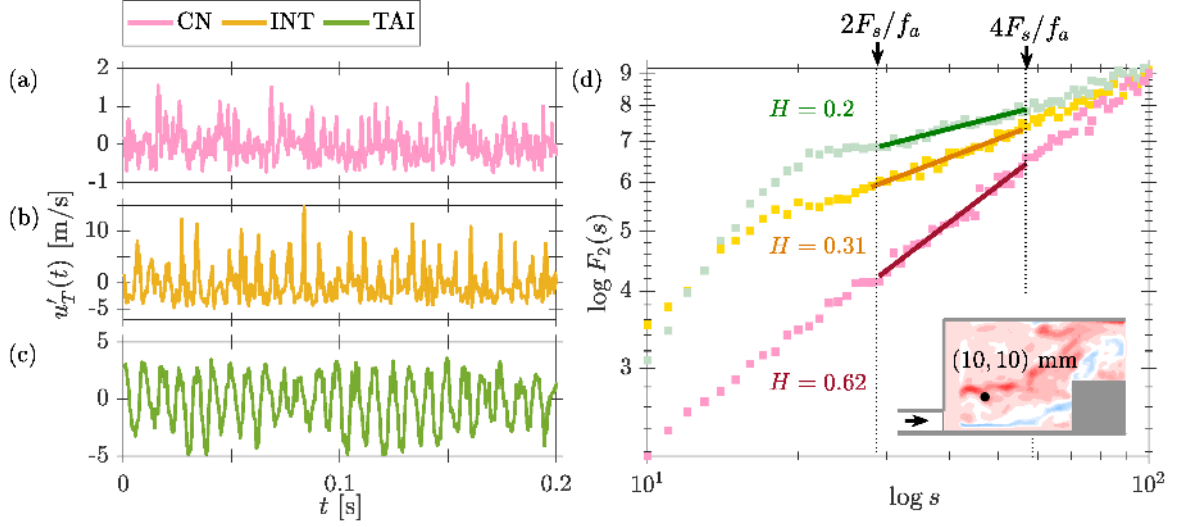 CN INT TAI
(a)
2
1
0
-1
(b)
10
5
0
-5
u′_T(t) [m/s]
(c)
5
0
-5
0 0.1 0.2
t [s]
2F_s/f_a 4F_s/f_a
(d)
9
8
7
6
5
4
3
log F_2(s)
H = 0.2
H = 0.31
H = 0.62
(10, 10) mm
10^1 10^2
log s